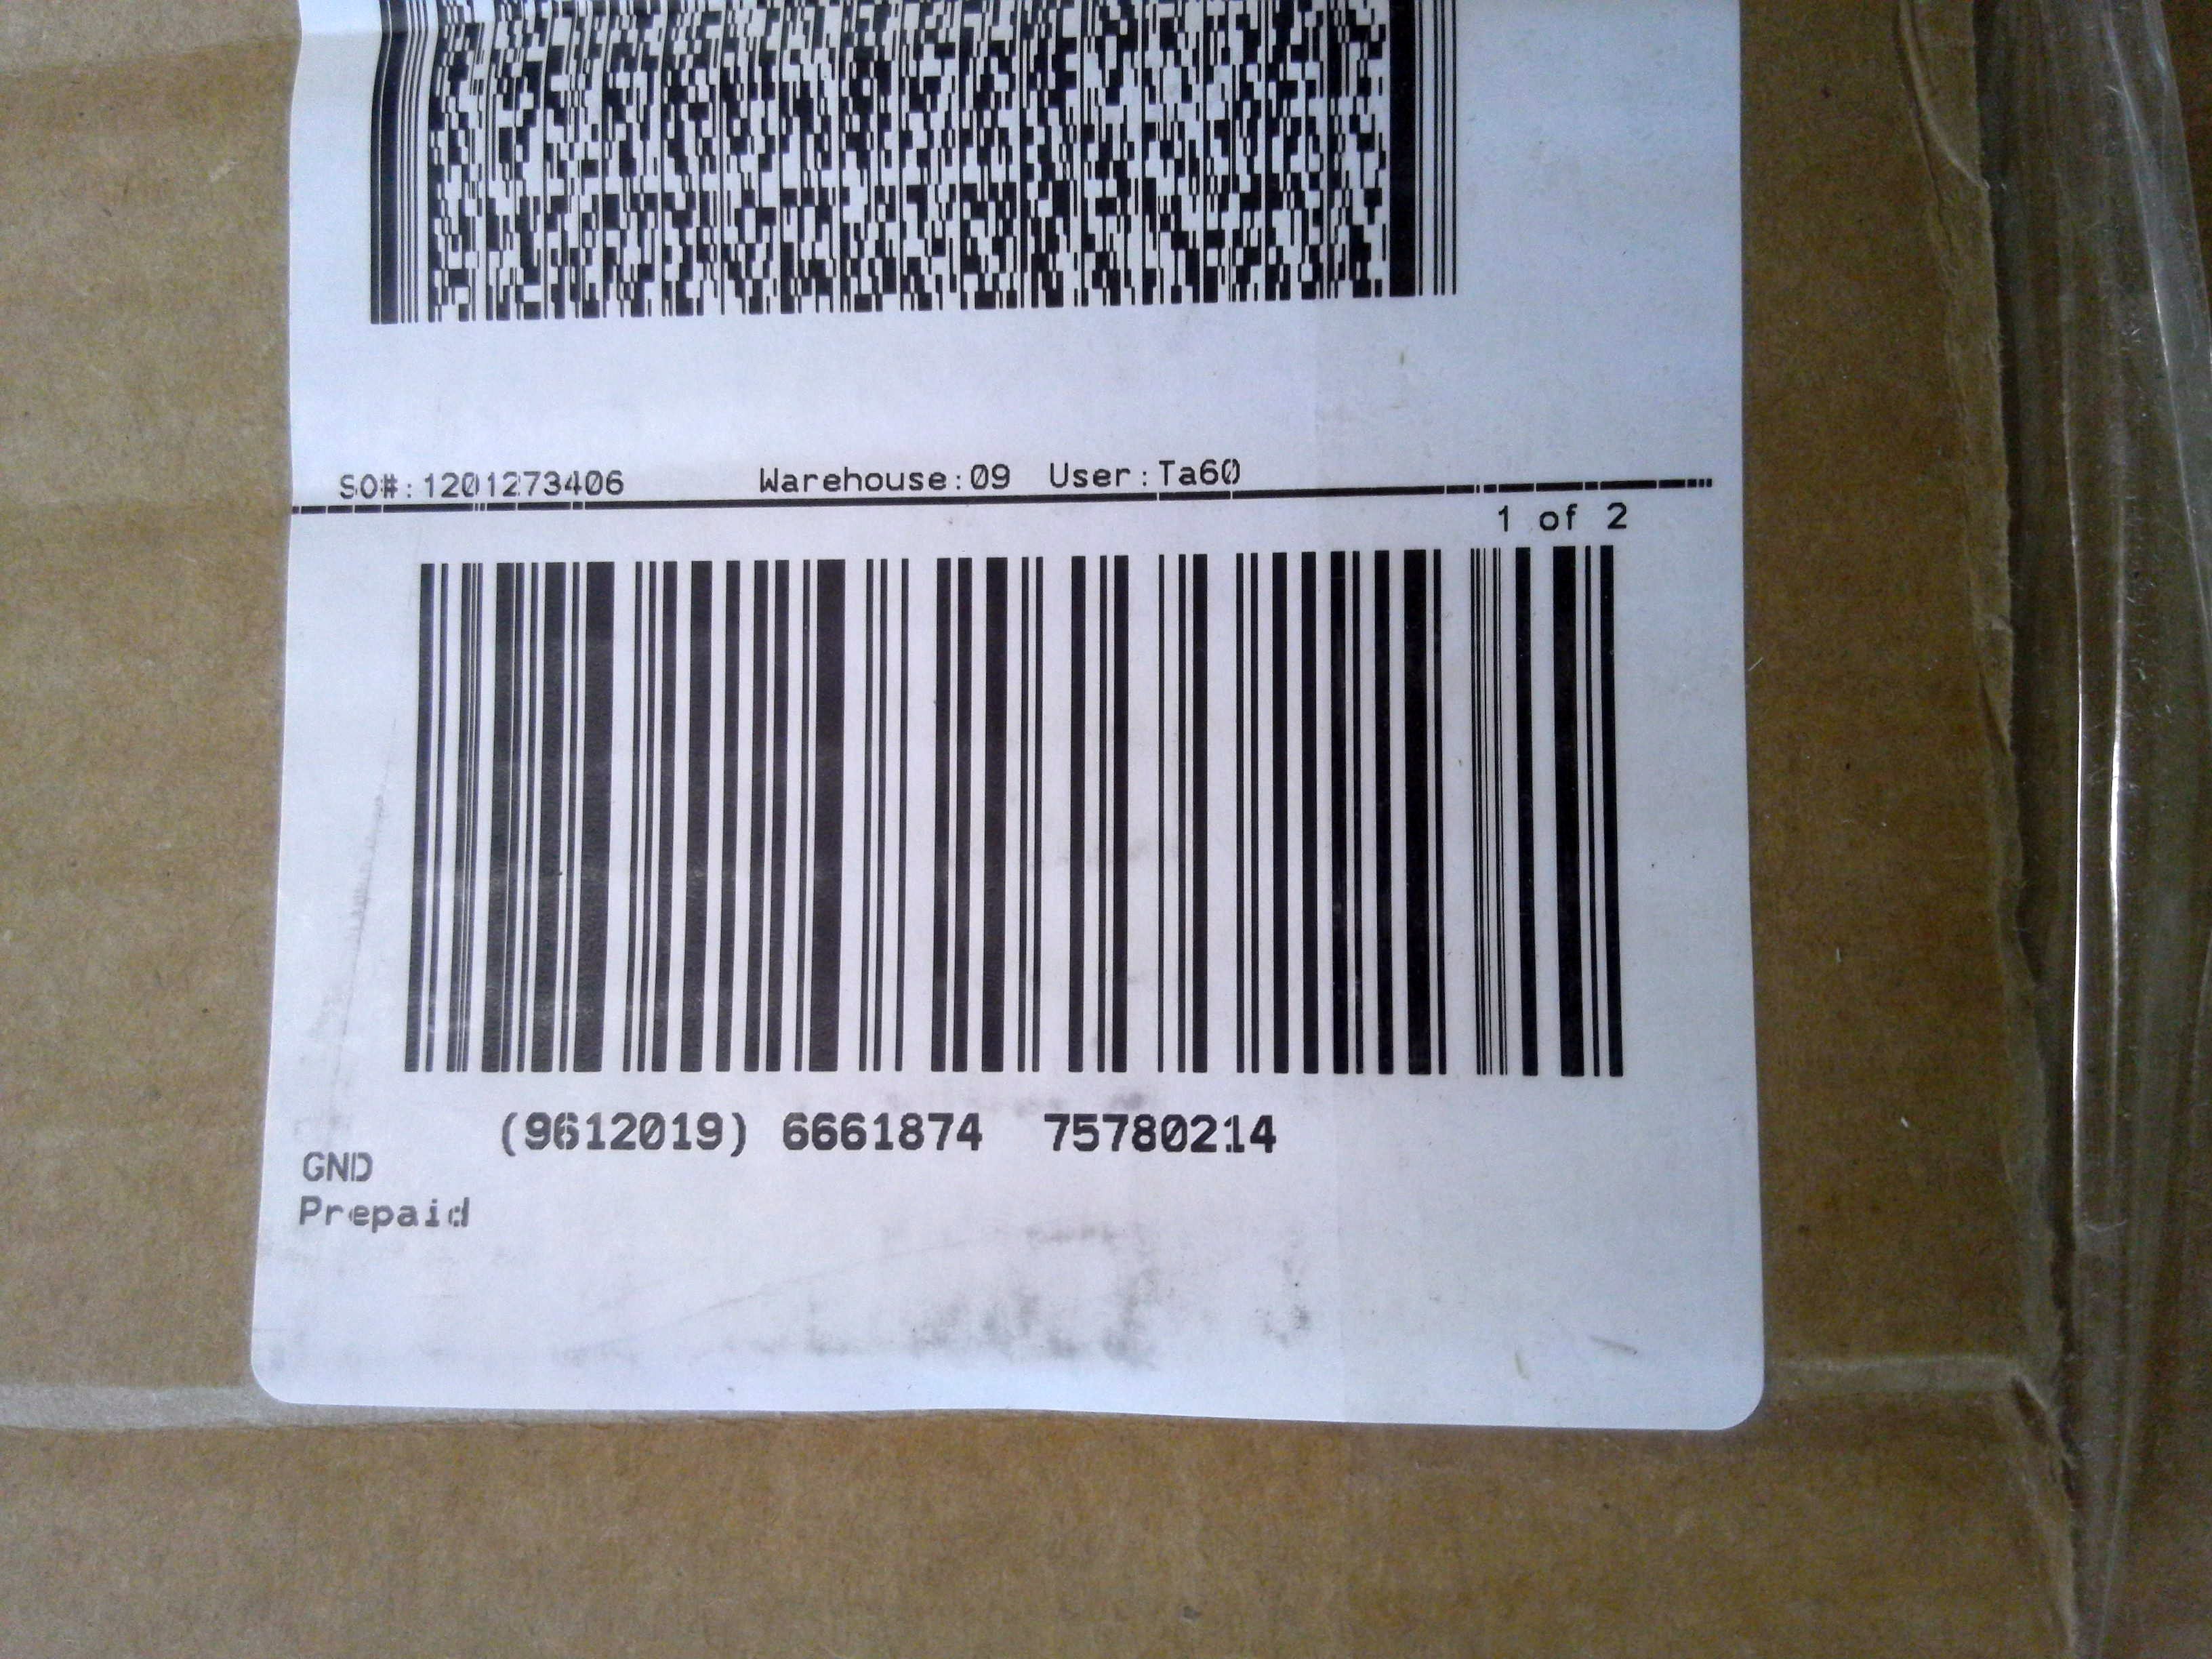 SO#:1201273406 Warehouse:09 User:Ta60
1 of 2
(9612019) 6661874 75780214
GND
Prepaid